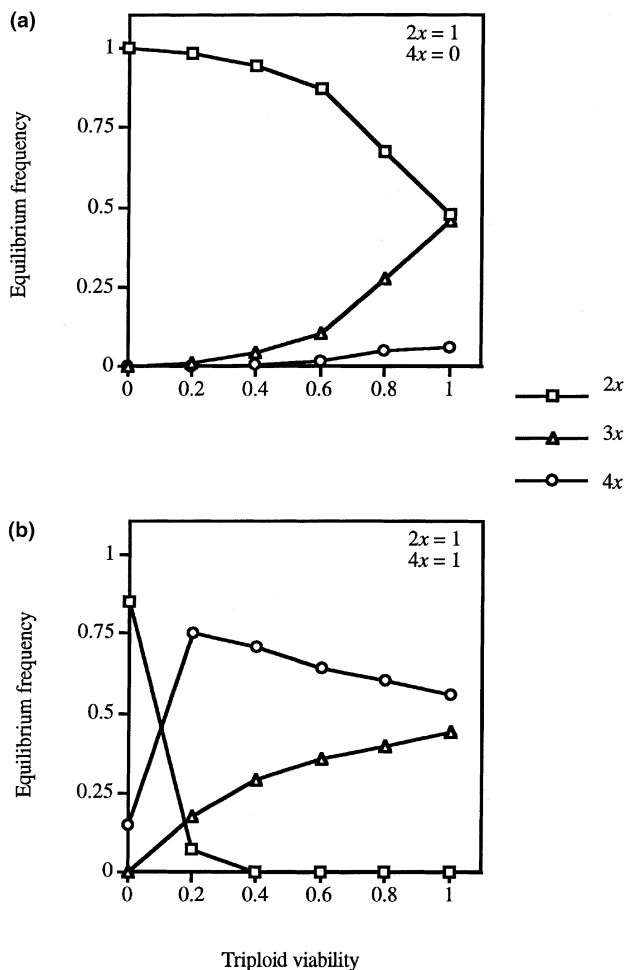 (a)
2x = 1
4x = 0
Equilibrium frequency
1
0.75
0.5
0.25
0
0 0.2 0.4 0.6 0.8 1
2x
3x
4x
(b)
2x = 1
4x = 1
Equilibrium frequency
1
0.75
0.5
0.25
0
0 0.2 0.4 0.6 0.8 1
Triploid viability